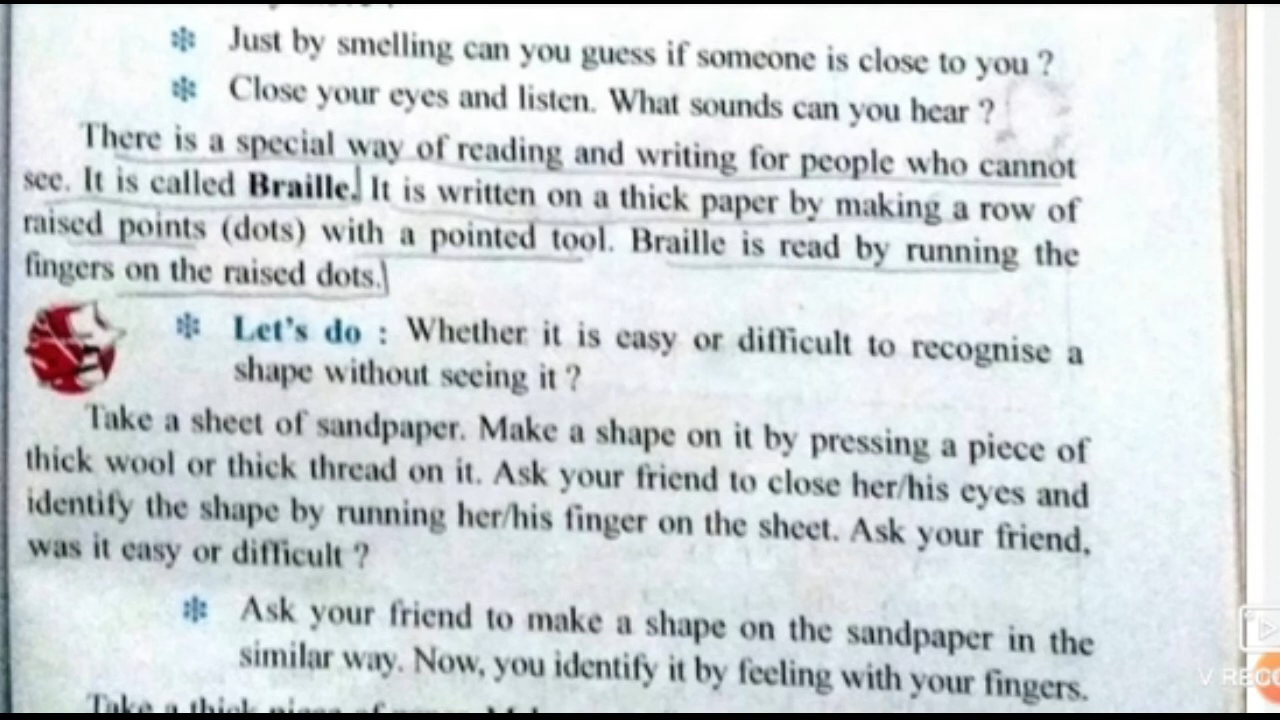 ✻ Just by smelling can you guess if someone is close to you ?
✻ Close your eyes and listen. What sounds can you hear ?
There is a special way of reading and writing for people who cannot
see. It is called Braille. It is written on a thick paper by making a row of
raised points (dots) with a pointed tool. Braille is read by running the
fingers on the raised dots.
✻ Let's do : Whether it is easy or difficult to recognise a
shape without seeing it ?
Take a sheet of sandpaper. Make a shape on it by pressing a piece of
thick wool or thick thread on it. Ask your friend to close her/his eyes and
identify the shape by running her/his finger on the sheet. Ask your friend,
was it easy or difficult ?
✻ Ask your friend to make a shape on the sandpaper in the
similar way. Now, you identify it by feeling with your fingers.
Take a thick piece of
V RECO